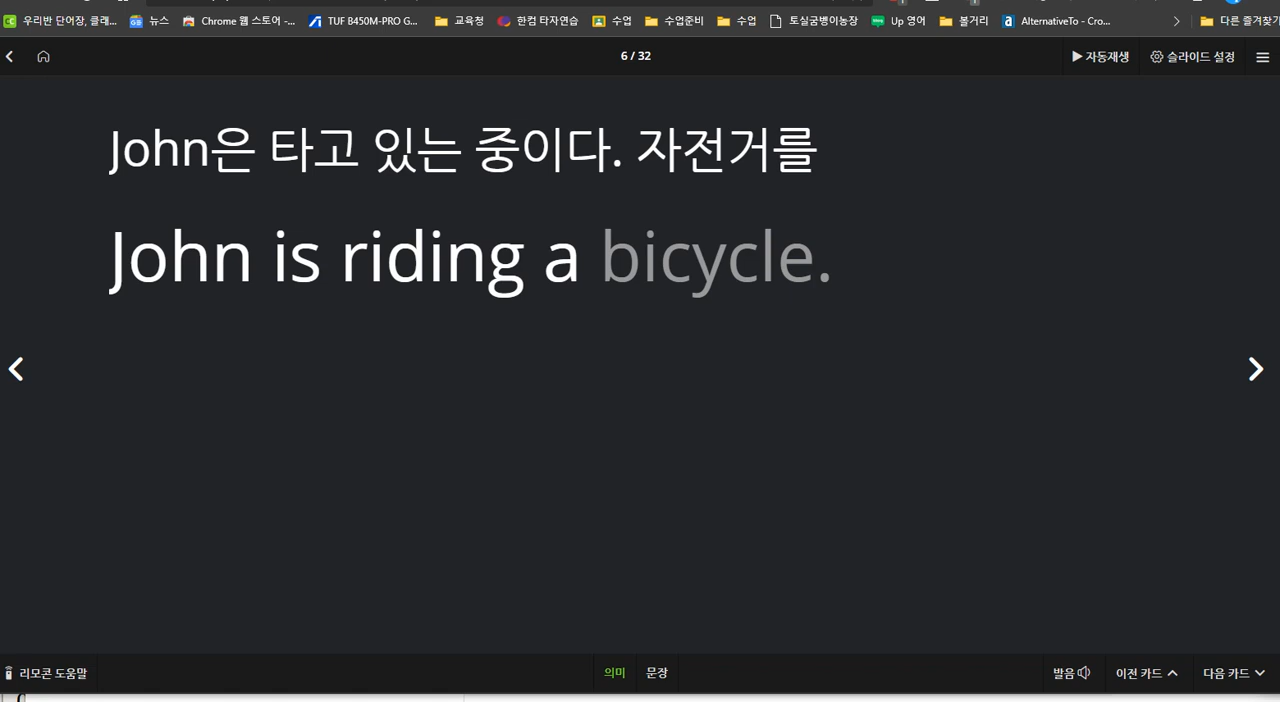 우리반 단어장, 클래... 뉴스 Chrome 웹 스토어 -... TUF B450M-PRO G... 교육청 한컴 타자연습 수업 수업준비 수업 토실굼벵이농장 Up 영어 볼거리 AlternativeTo - Cro... 다른 즐겨찾기
6 / 32 자동재생 슬라이드 설정
John은 타고 있는 중이다. 자전거를
John is riding a bicycle.
리모콘 도움말 의미 문장 발음 이전 카드 다음 카드